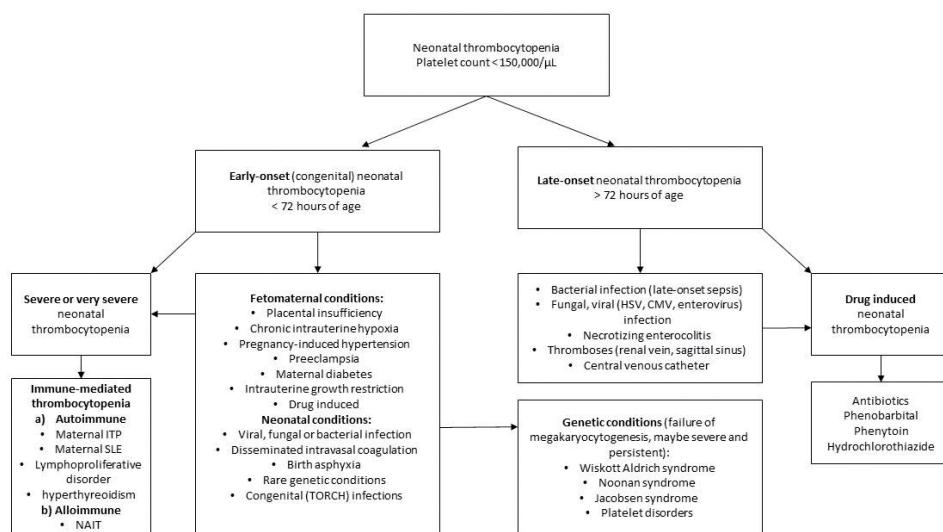 Neonatal thrombocytopenia
Platelet count <150,000/µL
Early-onset (congenital) neonatal
thrombocytopenia
< 72 hours of age
Late-onset neonatal thrombocytopenia
> 72 hours of age
Severe or very severe
neonatal
thrombocytopenia
Fetomaternal conditions:
• Placental insufficiency
• Chronic intrauterine hypoxia
• Pregnancy-induced hypertension
• Preeclampsia
• Maternal diabetes
• Intrauterine growth restriction
• Drug induced
Neonatal conditions:
• Viral, fungal or bacterial infection
• Disseminated intravasal coagulation
• Birth asphyxia
• Rare genetic conditions
• Congenital (TORCH) infections
• Bacterial infection (late-onset sepsis)
• Fungal, viral (HSV, CMV, enterovirus)
infection
• Necrotizing enterocolitis
• Thromboses (renal vein, sagittal sinus)
• Central venous catheter
Drug induced
neonatal
thrombocytopenia
Immune-mediated
thrombocytopenia
a) Autoimmune
• Maternal ITP
• Maternal SLE
• Lymphoproliferative
disorder
• hyperthyreoidism
b) Alloimmune
• NAIT
Genetic conditions (failure of
megakaryocytogenesis, maybe severe and
persistent):
• Wiskott Aldrich syndrome
• Noonan syndrome
• Jacobsen syndrome
• Platelet disorders
Antibiotics
Phenobarbital
Phenytoin
Hydrochlorothiazide